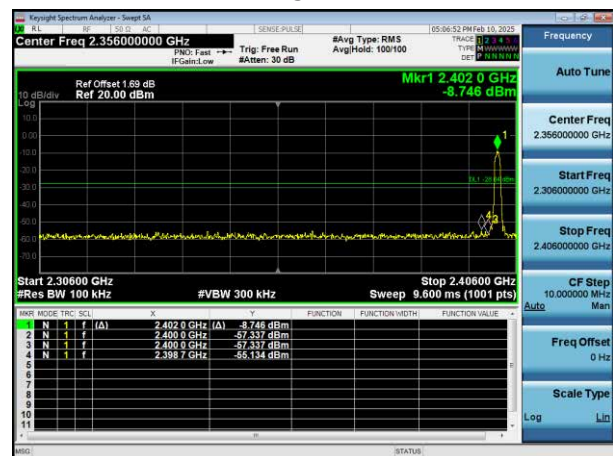 Keysight Spectrum Analyzer - Swept SA
RL RF 50 Ω AC SENSE:PULSE 05:06:52 PM Feb 10, 2025
Center Freq 2.356000000 GHz #Avg Type: RMS TRACE 1 2 3 4 5 6
PNO: Fast Trig: Free Run Avg|Hold: 100/100 TYPE M WWWWW
IFGain:Low #Atten: 30 dB DET P N N N N N
Ref Offset 1.69 dB Mkr1 2.402 0 GHz
10 dB/div Ref 20.00 dBm -8.746 dBm
Log
10.0
0.00
1
-10.0
-20.0
-30.0
-40.0
-50.0
-60.0
-70.0
Start 2.30600 GHz Stop 2.40600 GHz
#Res BW 100 kHz #VBW 300 kHz Sweep 9.600 ms (1001 pts)
MKR MODE TRC SCL X Y FUNCTION FUNCTION WIDTH FUNCTION VALUE
1 N 1 f (Δ) 2.402 0 GHz (Δ) -8.746 dBm
2 N 1 f 2.400 0 GHz -57.337 dBm
3 N 1 f 2.400 0 GHz -57.337 dBm
4 N 1 f 2.398 7 GHz -55.134 dBm
5
6
7
8
9
10
11
MSG STATUS
Frequency
Auto Tune
Center Freq
2.356000000 GHz
Start Freq
2.306000000 GHz
Stop Freq
2.406000000 GHz
CF Step
10.000000 MHz
Auto Man
Freq Offset
0 Hz
Scale Type
Log Lin